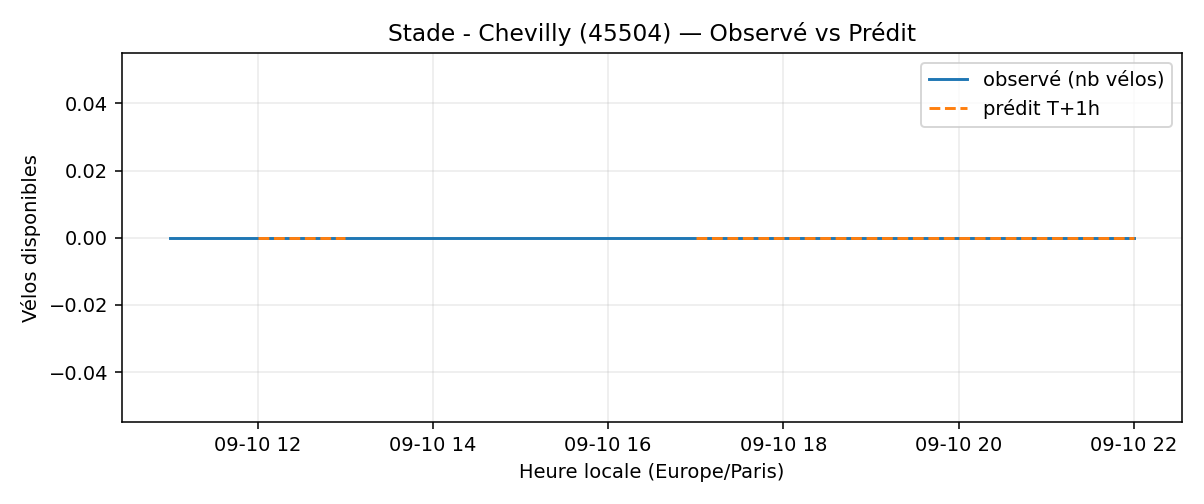 Stade - Chevilly (45504) — Observé vs Prédit
observé (nb vélos)
prédit T+1h
Vélos disponibles
0.04
0.02
0.00
−0.02
−0.04
09-10 12
09-10 14
09-10 16
09-10 18
09-10 20
09-10 22
Heure locale (Europe/Paris)